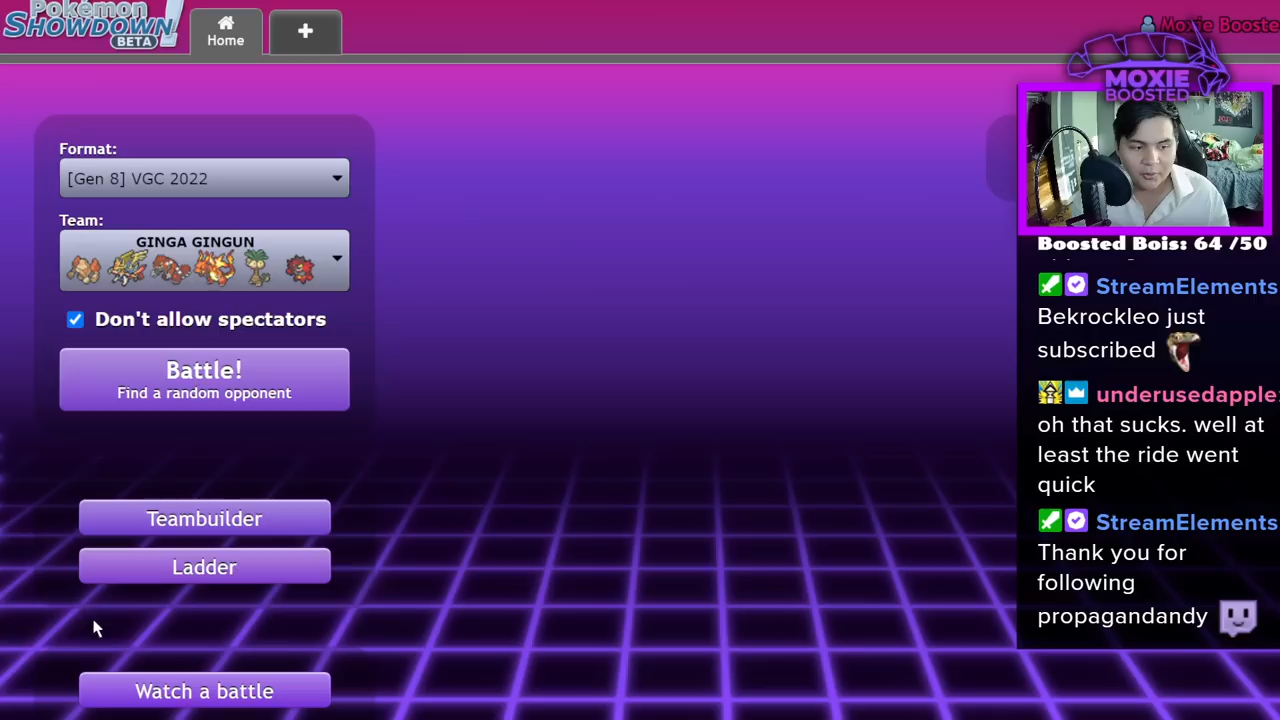 Pokémon
SHOWDOWN!
BETA
Home
Moxie Booste
MOXIE
BOOSTED
Format:
[Gen 8] VGC 2022
Team:
GINGA GINGUN
Don't allow spectators
Battle!
Find a random opponent
Teambuilder
Ladder
Watch a battle
Boosted Bois: 64 /50
StreamElements
Bekrockleo just
subscribed
underusedapple
oh that sucks. well at
least the ride went
quick
StreamElements
Thank you for
following
propagandandy